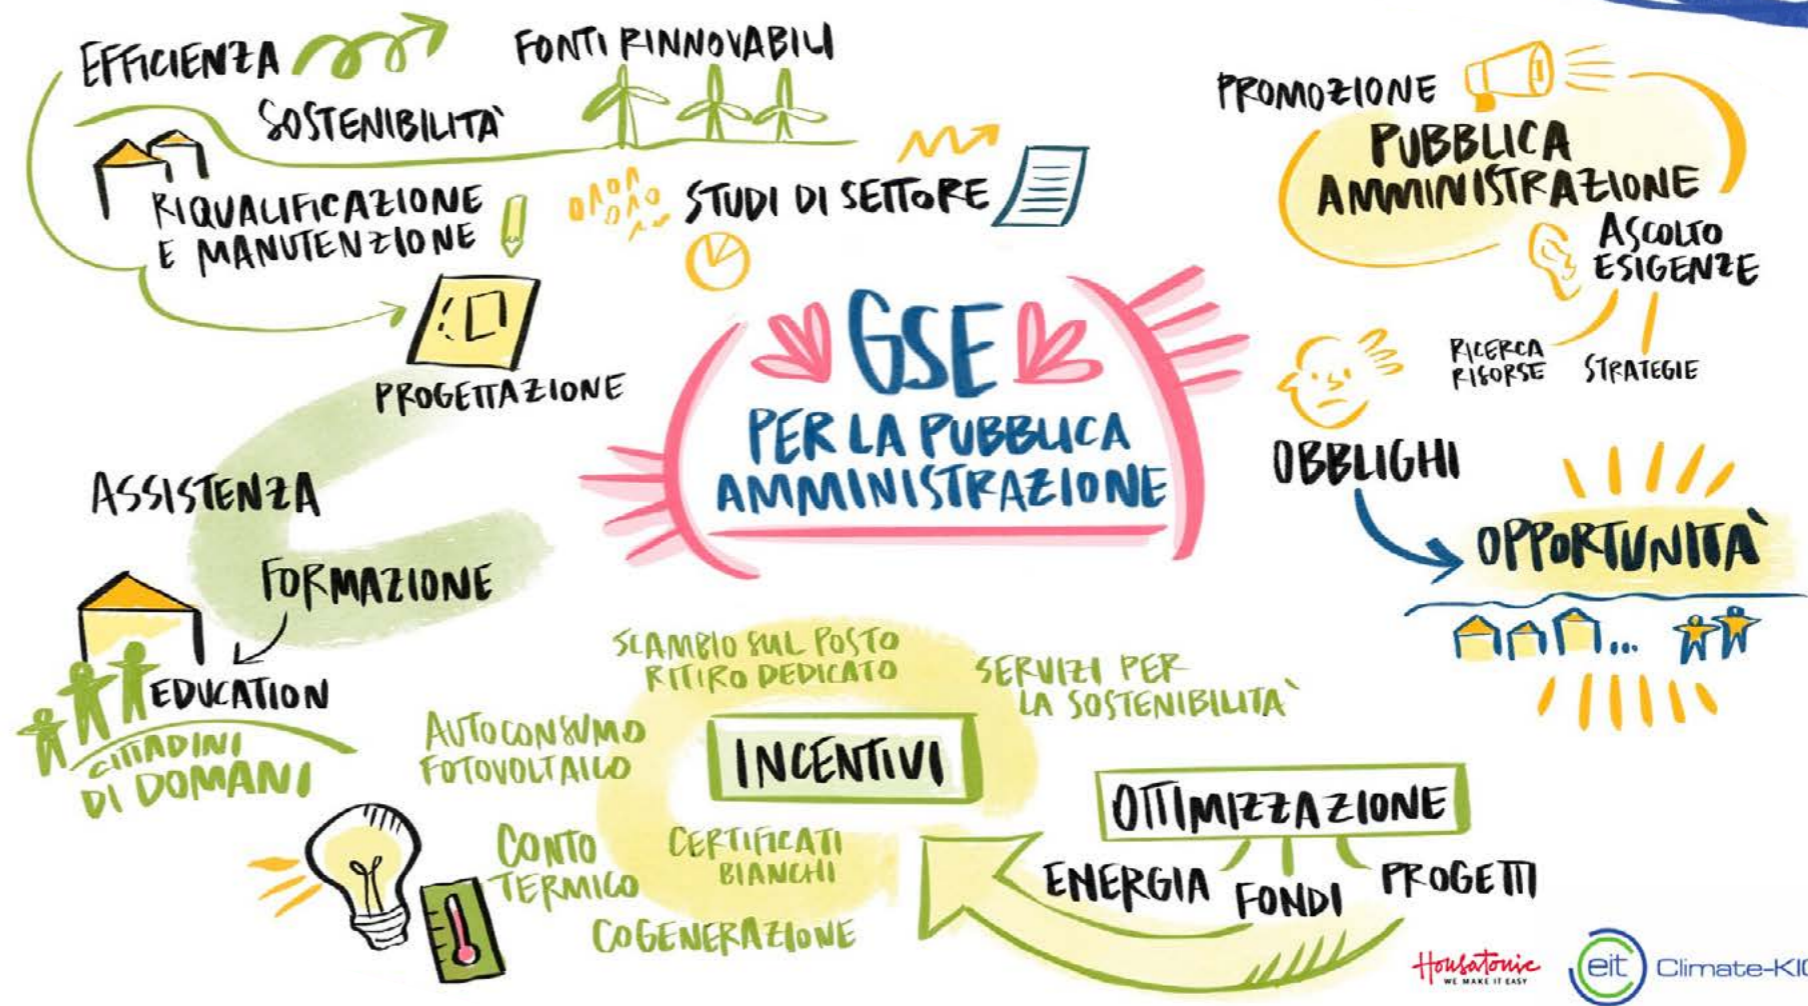 EFFICIENZA
FONTI RINNOVABILI
SOSTENIBILITÀ
RIQUALIFICAZIONE
E MANUTENZIONE
STUDI DI SETTORE
PROGETTAZIONE
PROMOZIONE
PUBBLICA
AMMINISTRAZIONE
ASCOLTO
ESIGENZE
RICERCA
RISORSE
STRATEGIE
GSE
PER LA PUBBLICA
AMMINISTRAZIONE
OBBLIGHI
OPPORTUNITÀ
ASSISTENZA
FORMAZIONE
EDUCATION
CITTADINI
DI DOMANI
SCAMBIO SUL POSTO
RITIRO DEDICATO
SERVIZI PER
LA SOSTENIBILITÀ
AUTOCONSUMO
FOTOVOLTAICO
INCENTIVI
CONTO
TERMICO
CERTIFICATI
BIANCHI
COGENERAZIONE
OTTIMIZZAZIONE
ENERGIA
FONDI
PROGETTI
Housatonic
WE MAKE IT EASY
eit
Climate-KIC